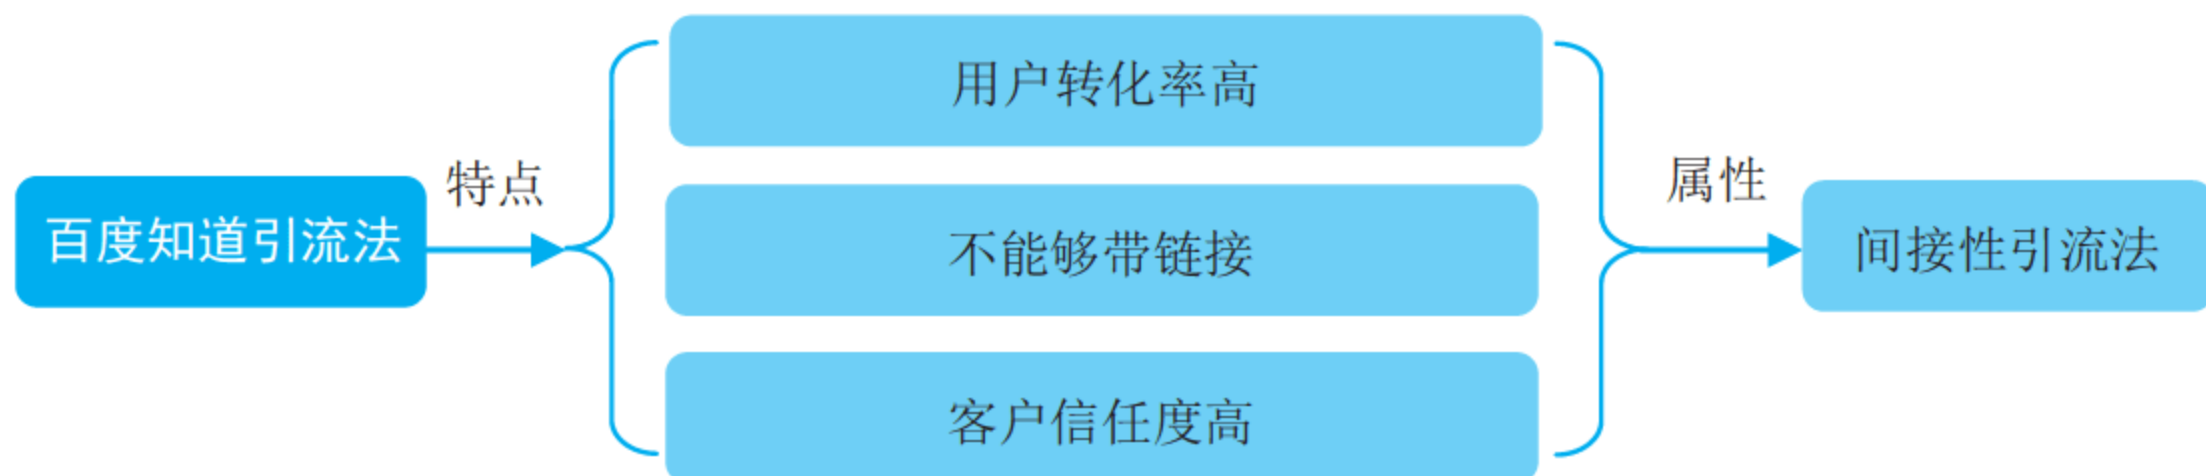 百度知道引流法
特点
用户转化率高
不能够带链接
客户信任度高
属性
间接性引流法